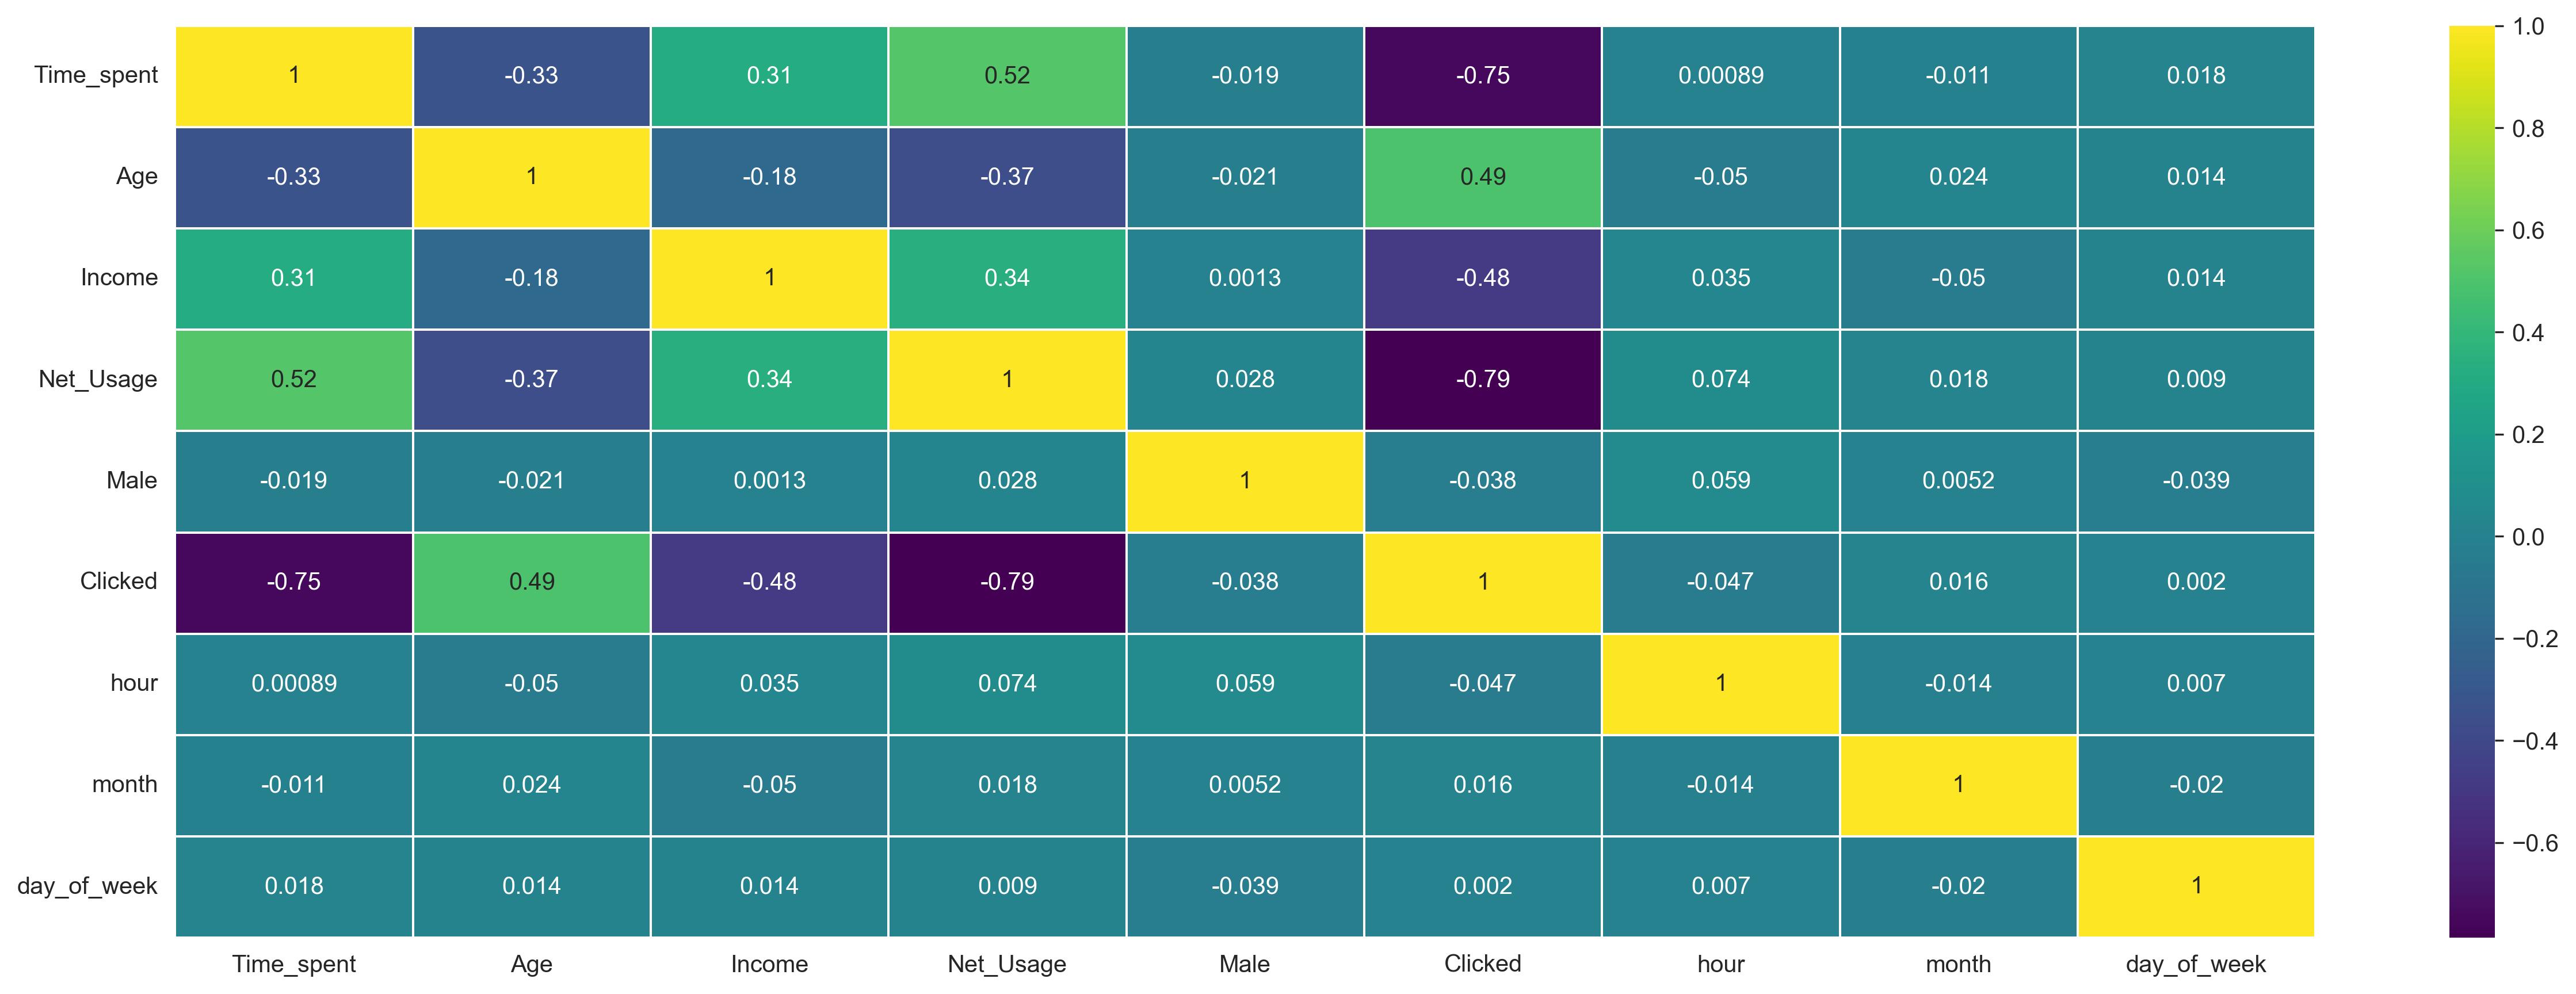 Time_spent 1 -0.33 0.31 0.52 -0.019 -0.75 0.00089 -0.011 0.018
Age -0.33 1 -0.18 -0.37 -0.021 0.49 -0.05 0.024 0.014
Income 0.31 -0.18 1 0.34 0.0013 -0.48 0.035 -0.05 0.014
Net_Usage 0.52 -0.37 0.34 1 0.028 -0.79 0.074 0.018 0.009
Male -0.019 -0.021 0.0013 0.028 1 -0.038 0.059 0.0052 -0.039
Clicked -0.75 0.49 -0.48 -0.79 -0.038 1 -0.047 0.016 0.002
hour 0.00089 -0.05 0.035 0.074 0.059 -0.047 1 -0.014 0.007
month -0.011 0.024 -0.05 0.018 0.0052 0.016 -0.014 1 -0.02
day_of_week 0.018 0.014 0.014 0.009 -0.039 0.002 0.007 -0.02 1
Time_spent Age Income Net_Usage Male Clicked hour month day_of_week
1.0
0.8
0.6
0.4
0.2
0.0
−0.2
−0.4
−0.6